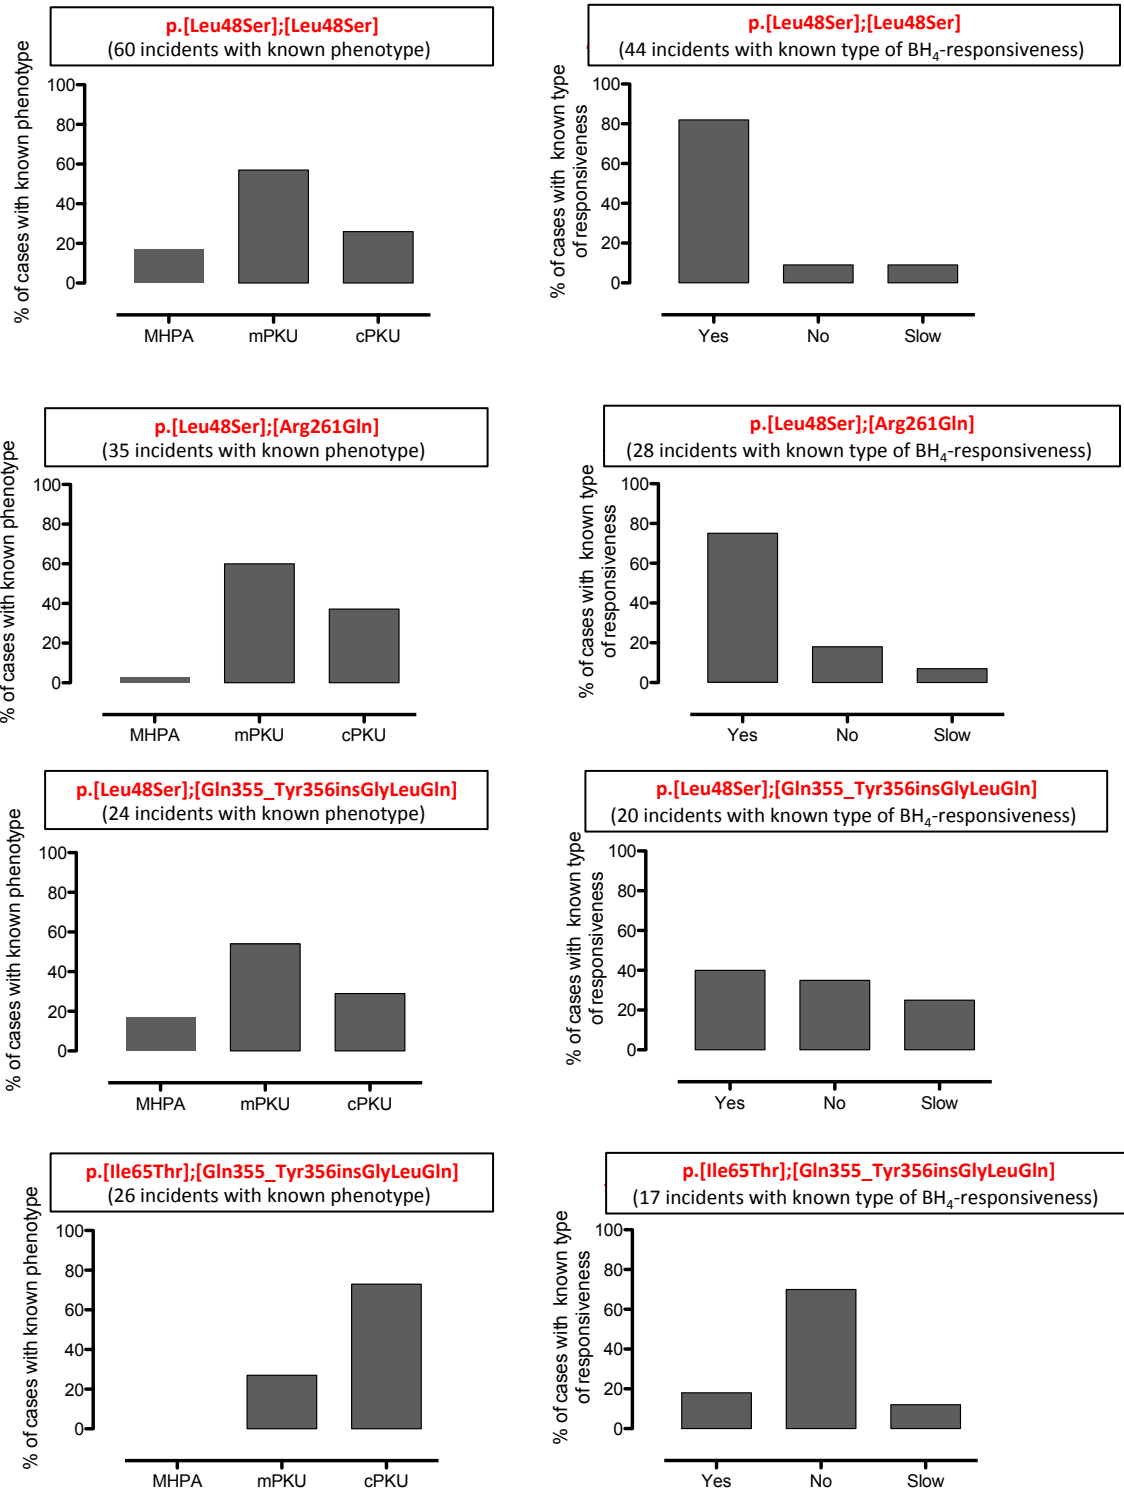 p.[Leu48Ser];[Leu48Ser]
(60 incidents with known phenotype)
% of cases with known phenotype
100
80
60
40
20
0
MHPA mPKU cPKU
p.[Leu48Ser];[Leu48Ser]
(44 incidents with known type of BH4-responsiveness)
% of cases with known type
of responsiveness
100
80
60
40
20
0
Yes No Slow
p.[Leu48Ser];[Arg261Gln]
(35 incidents with known phenotype)
% of cases with known phenotype
100
80
60
40
20
0
MHPA mPKU cPKU
p.[Leu48Ser];[Arg261Gln]
(28 incidents with known type of BH4-responsiveness)
% of cases with known type
of responsiveness
100
80
60
40
20
0
Yes No Slow
p.[Leu48Ser];[Gln355_Tyr356insGlyLeuGln]
(24 incidents with known phenotype)
% of cases with known phenotype
100
80
60
40
20
0
MHPA mPKU cPKU
p.[Leu48Ser];[Gln355_Tyr356insGlyLeuGln]
(20 incidents with known type of BH4-responsiveness)
% of cases with known type
of responsiveness
100
80
60
40
20
0
Yes No Slow
p.[Ile65Thr];[Gln355_Tyr356insGlyLeuGln]
(26 incidents with known phenotype)
% of cases with known phenotype
100
80
60
40
20
0
MHPA mPKU cPKU
p.[Ile65Thr];[Gln355_Tyr356insGlyLeuGln]
(17 incidents with known type of BH4-responsiveness)
% of cases with known type
of responsiveness
100
80
60
40
20
0
Yes No Slow